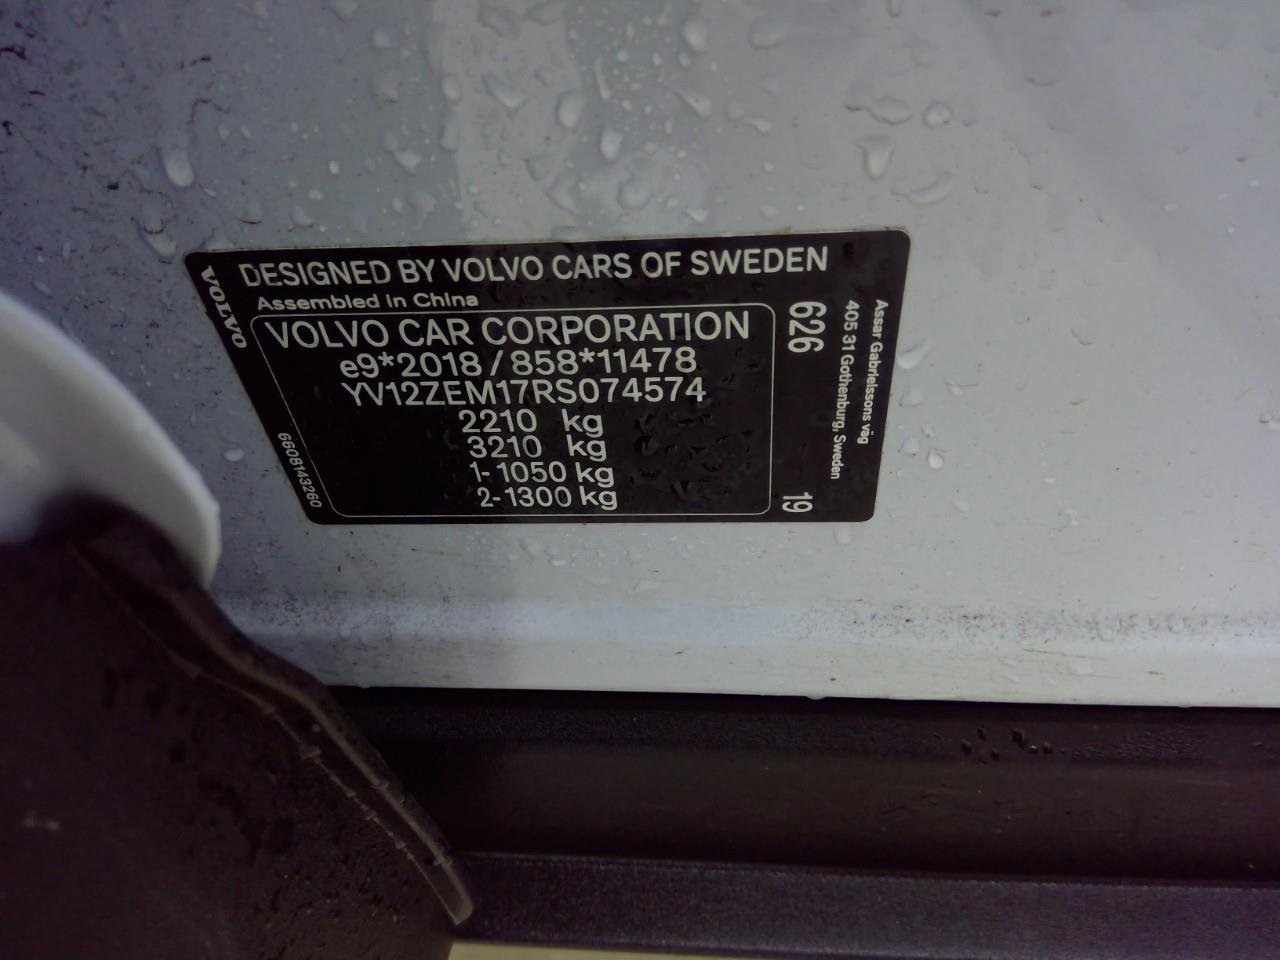 DESIGNED BY VOLVO CARS OF SWEDEN
Assembled in China
VOLVO
VOLVO CAR CORPORATION
e9*2018/858*11478
YV12ZEM17RS074574
2210 kg
3210 kg
1- 1050 kg
2- 1300 kg
6608143260
626
19
Assar Gabrielssons väg
405 31 Gothenburg, Sweden